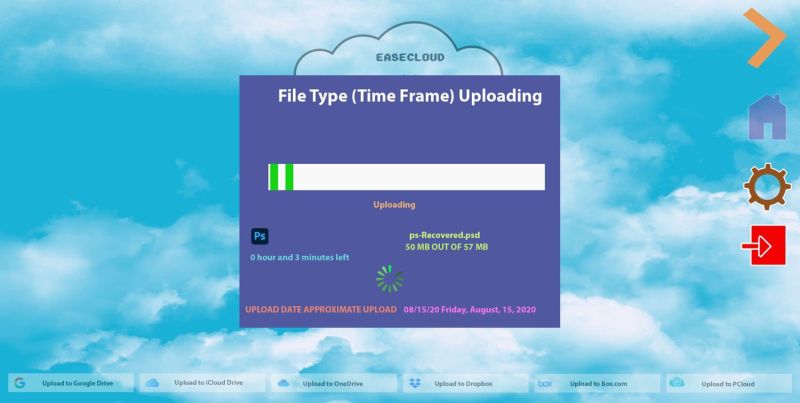 EASECLOUD
File Type (Time Frame) Uploading
Uploading
Ps
ps-Recovered.psd
50 MB OUT OF 57 MB
0 hour and 3 minutes left
UPLOAD DATE APPROXIMATE UPLOAD 08/15/20 Friday, August, 15, 2020
G Upload to Google Drive
Upload to iCloud Drive
Upload to OneDrive
Upload to Dropbox
box Upload to Box.com
Upload to PCloud